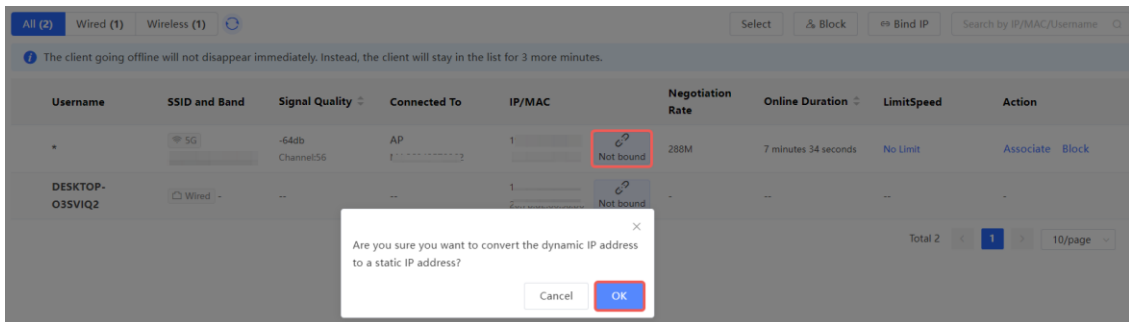 All (2) Wired (1) Wireless (1) Select Block Bind IP Search by IP/MAC/Username
The client going offline will not disappear immediately. Instead, the client will stay in the list for 3 more minutes.
Username SSID and Band Signal Quality Connected To IP/MAC Negotiation Rate Online Duration LimitSpeed Action
* 5G -64db AP 1 Not bound 288M 7 minutes 34 seconds No Limit Associate Block
Channel:56
DESKTOP-
O3SVIQ2 Wired - -- -- 1 Not bound - -- -- -
Are you sure you want to convert the dynamic IP address
to a static IP address?
Cancel OK
Total 2 1 10/page